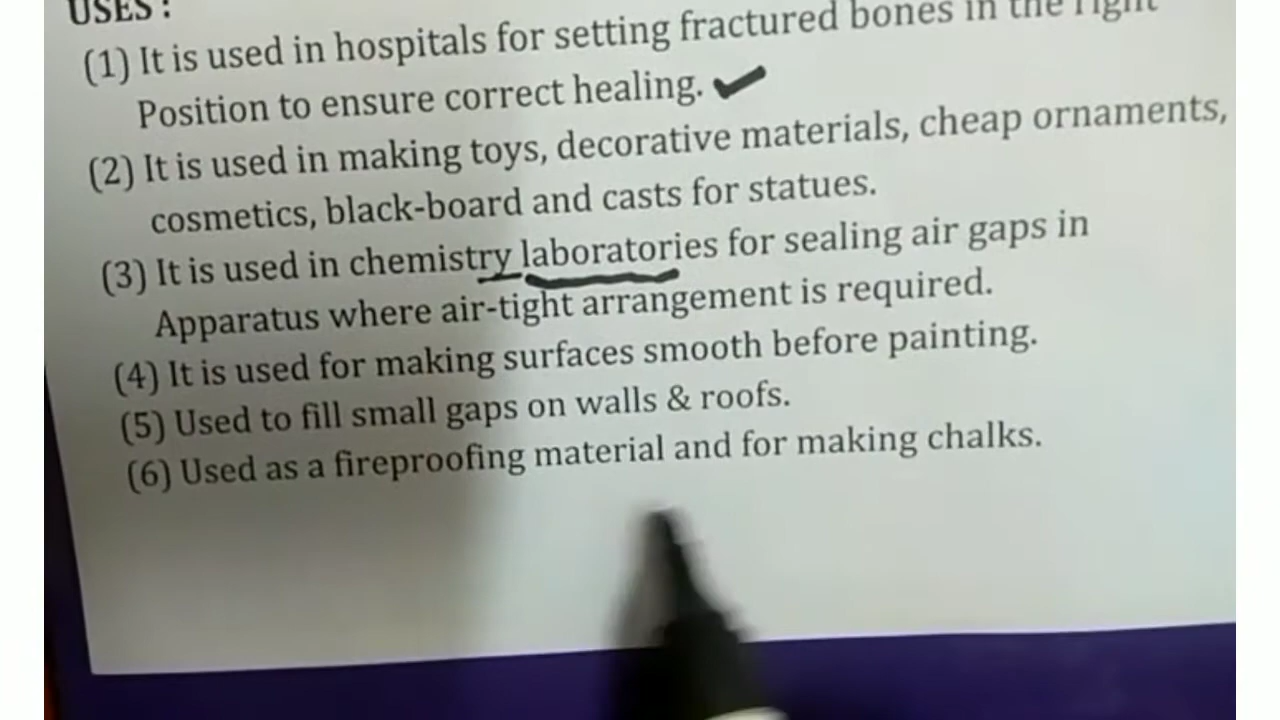 USES :
(1) It is used in hospitals for setting fractured bones in the right
Position to ensure correct healing.
(2) It is used in making toys, decorative materials, cheap ornaments,
cosmetics, black-board and casts for statues.
(3) It is used in chemistry laboratories for sealing air gaps in
Apparatus where air-tight arrangement is required.
(4) It is used for making surfaces smooth before painting.
(5) Used to fill small gaps on walls & roofs.
(6) Used as a fireproofing material and for making chalks.